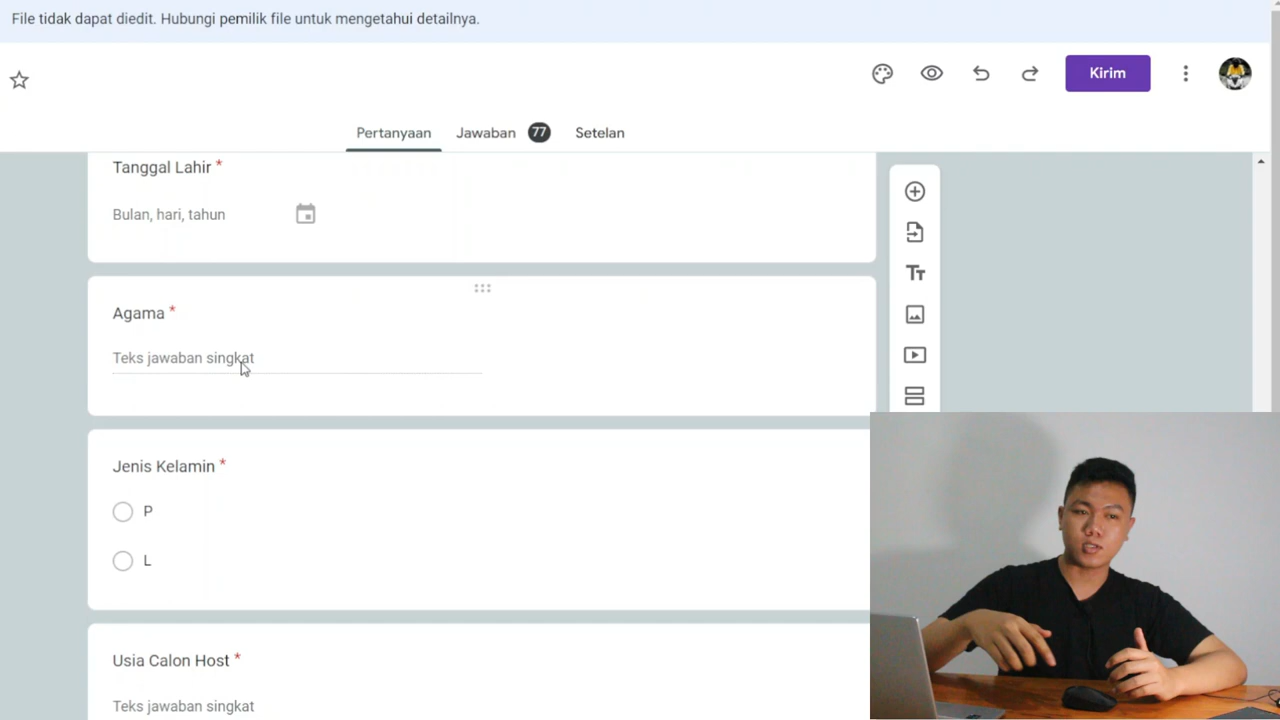 File tidak dapat diedit. Hubungi pemilik file untuk mengetahui detailnya.
Kirim
Pertanyaan Jawaban 77 Setelan
Tanggal Lahir *
Bulan, hari, tahun
Agama *
Teks jawaban singkat
Jenis Kelamin *
P
L
Usia Calon Host *
Teks jawaban singkat